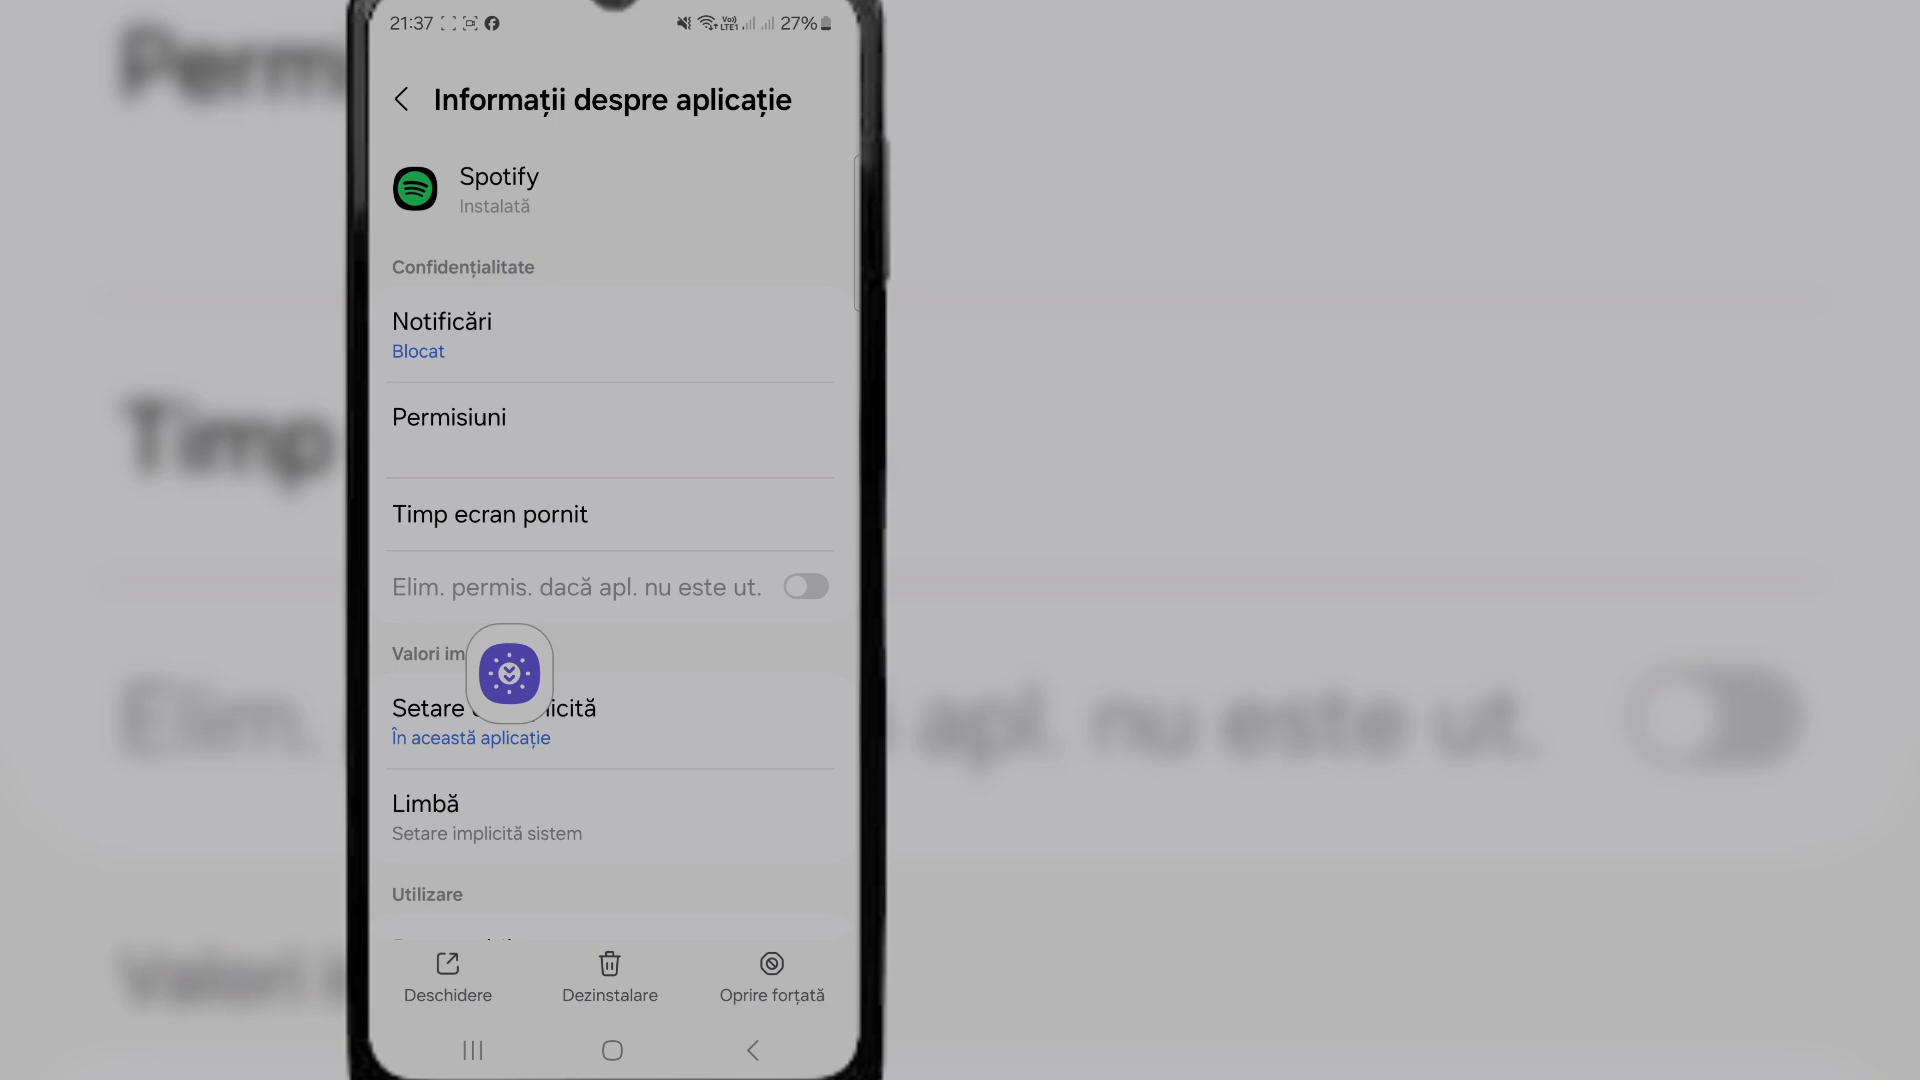 21:37
27%
Informații despre aplicație
Spotify
Instalată
Confidențialitate
Notificări
Blocat
Permisiuni
Timp ecran pornit
Elim. permis. dacă apl. nu este ut.
Valori im
Setare icită
În această aplicație
Limbă
Setare implicită sistem
Utilizare
Deschidere
Dezinstalare
Oprire forțată
Perm
Timp
Elim. apl. nu este ut.
Valori i